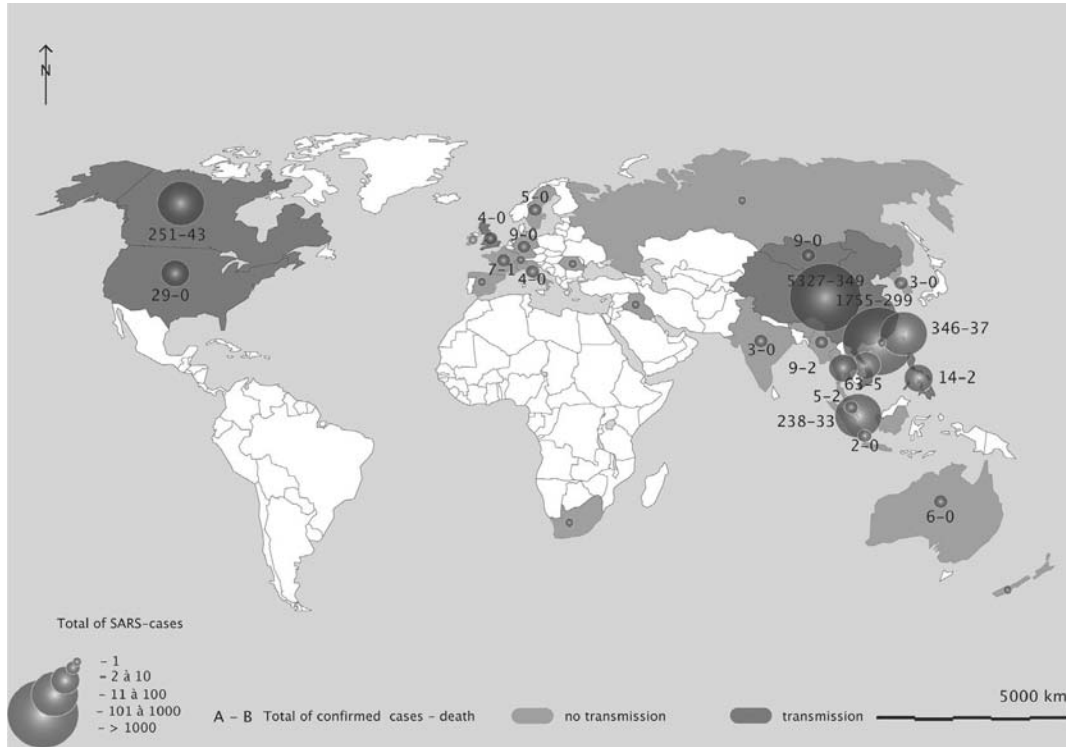 N
5-0
4-0
9-0
251-43
7-1
4-0
29-0
9-0
5327-349
3-0
1755-299
346-37
3-0
9-2
63-5
14-2
5-2
238-33
2-0
6-0
Total of SARS-cases
- 1
- 2 à 10
- 11 à 100
- 101 à 1000
- > 1000
A - B Total of confirmed cases - death
no transmission
transmission
5000 km